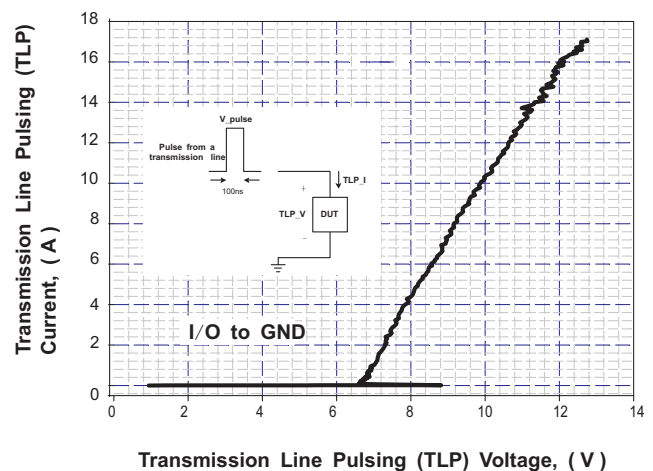 Transmission Line Pulsing (TLP)
Current, ( A )
18
16
14
12
10
8
6
4
2
0
V_pulse
Pulse from a
transmission line
100ns
TLP_I
+
TLP_V
DUT
-
I/O to GND
0 2 4 6 8 10 12 14
Transmission Line Pulsing (TLP) Voltage, ( V )